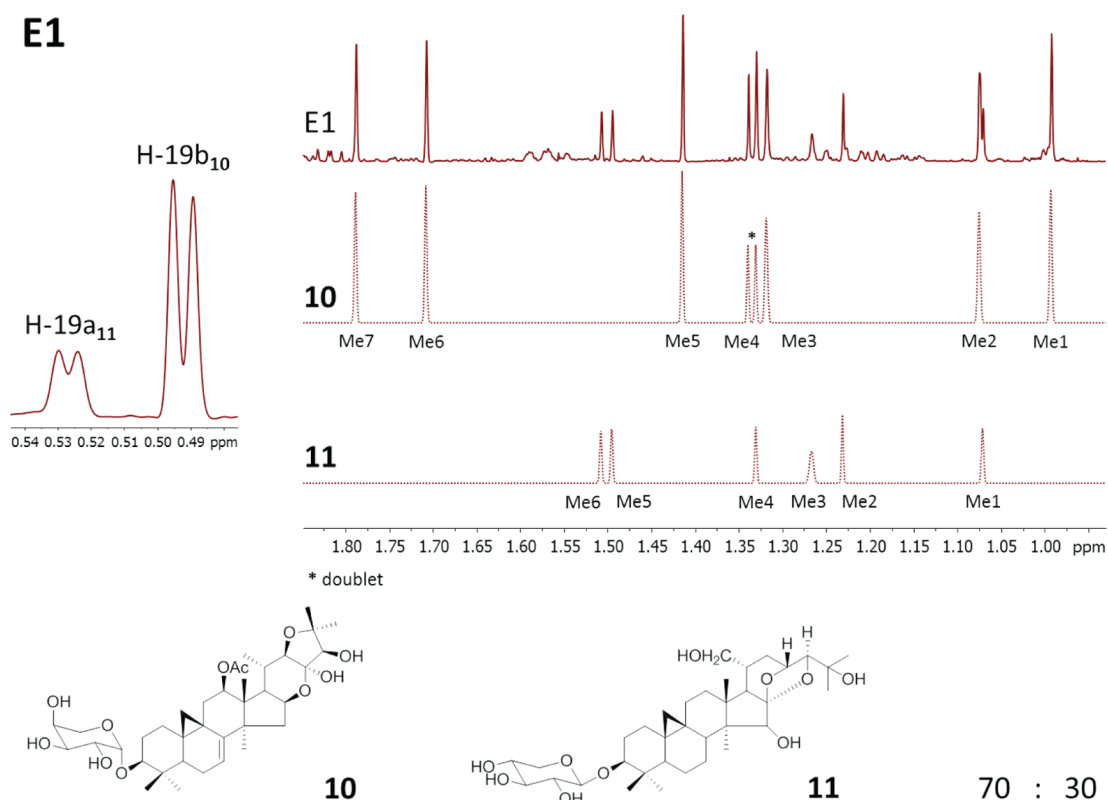 E1
H-19b10
H-19a11
0.54 0.53 0.52 0.51 0.50 0.49 ppm
E1
*
10
Me7 Me6 Me5 Me4 Me3 Me2 Me1
11
Me6 Me5 Me4 Me3 Me2 Me1
1.80 1.75 1.70 1.65 1.60 1.55 1.50 1.45 1.40 1.35 1.30 1.25 1.20 1.15 1.10 1.05 1.00 ppm
* doublet
O
OH
OAc
OH
O
OH
O
HO
HO
O
10
H
H
HOH2C
O
O
OH
OH
O
HO
HO
O
OH
11
70 : 30